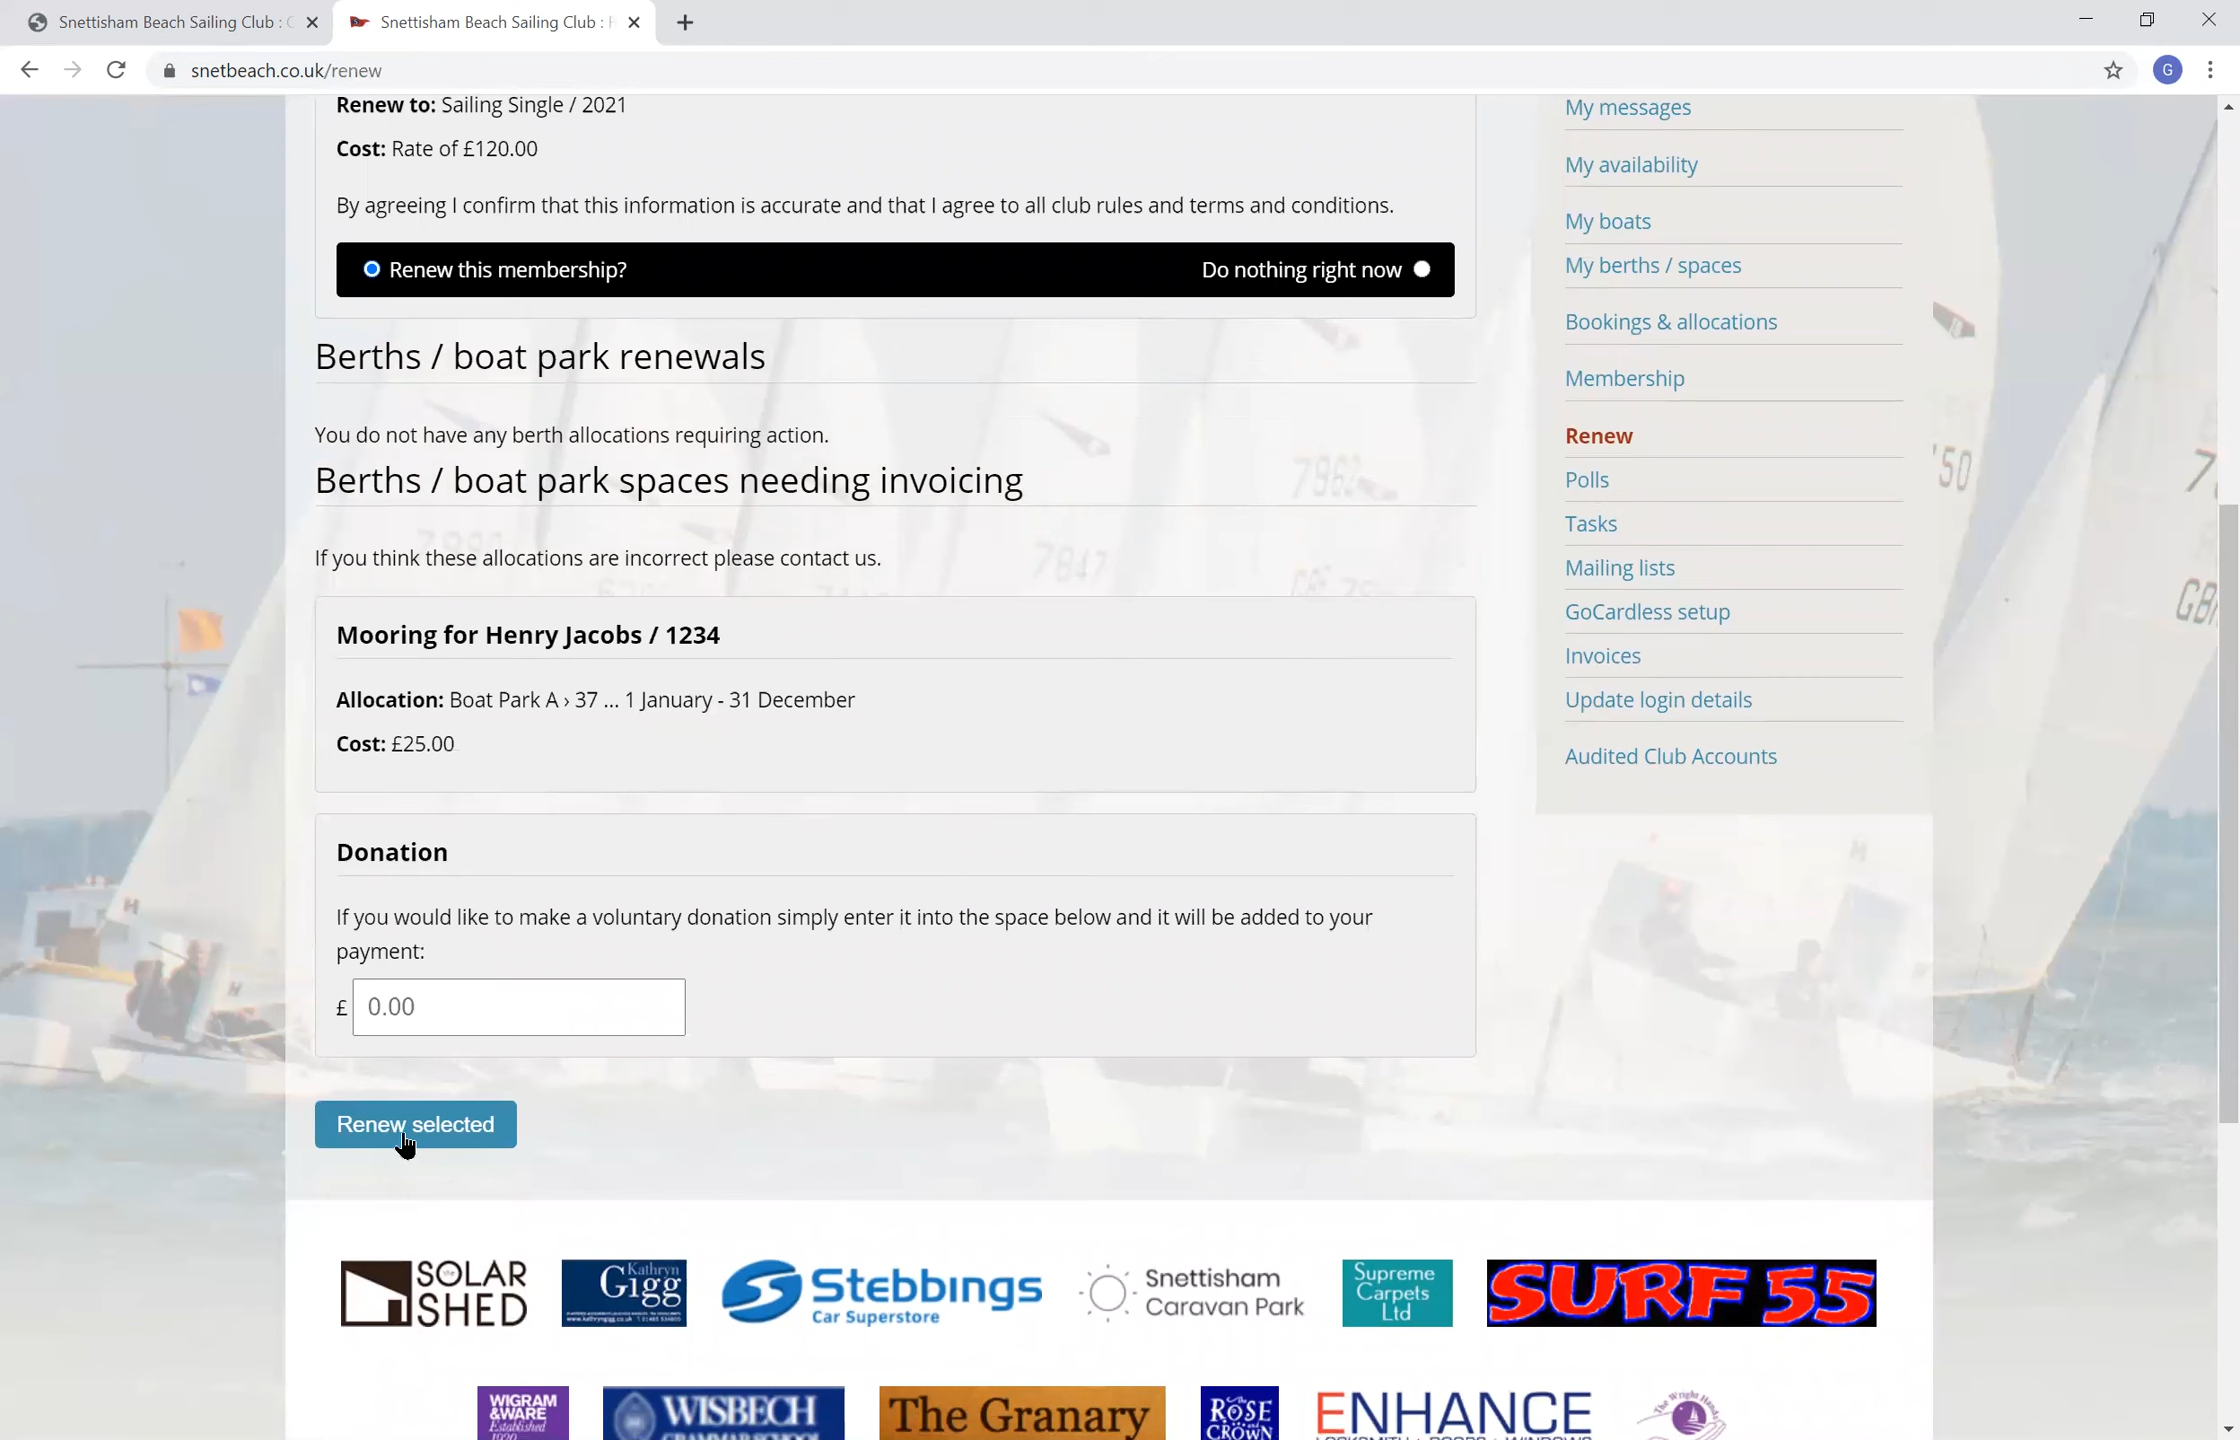 Snettisham Beach Sailing Club :
Snettisham Beach Sailing Club :
snetbeach.co.uk/renew
G
Renew to: Sailing Single / 2021
Cost: Rate of £120.00
By agreeing I confirm that this information is accurate and that I agree to all club rules and terms and conditions.
Renew this membership?
Do nothing right now
Berths / boat park renewals
You do not have any berth allocations requiring action.
Berths / boat park spaces needing invoicing
If you think these allocations are incorrect please contact us.
Mooring for Henry Jacobs / 1234
Allocation: Boat Park A › 37 ... 1 January - 31 December
Cost: £25.00
Donation
If you would like to make a voluntary donation simply enter it into the space below and it will be added to your
payment:
£ 0.00
Renew selected
My messages
My availability
My boats
My berths / spaces
Bookings & allocations
Membership
Renew
Polls
Tasks
Mailing lists
GoCardless setup
Invoices
Update login details
Audited Club Accounts
7847
SOLAR
SHED
Kathryn
Gigg
Stebbings
Car Superstore
Snettisham
Caravan Park
Supreme
Carpets
Ltd
SURF 55
WIGRAM
&WARE
Established
1920
WISBECH
GRAMMAR SCHOOL
The Granary
ROSE
CROWN
ENHANCE